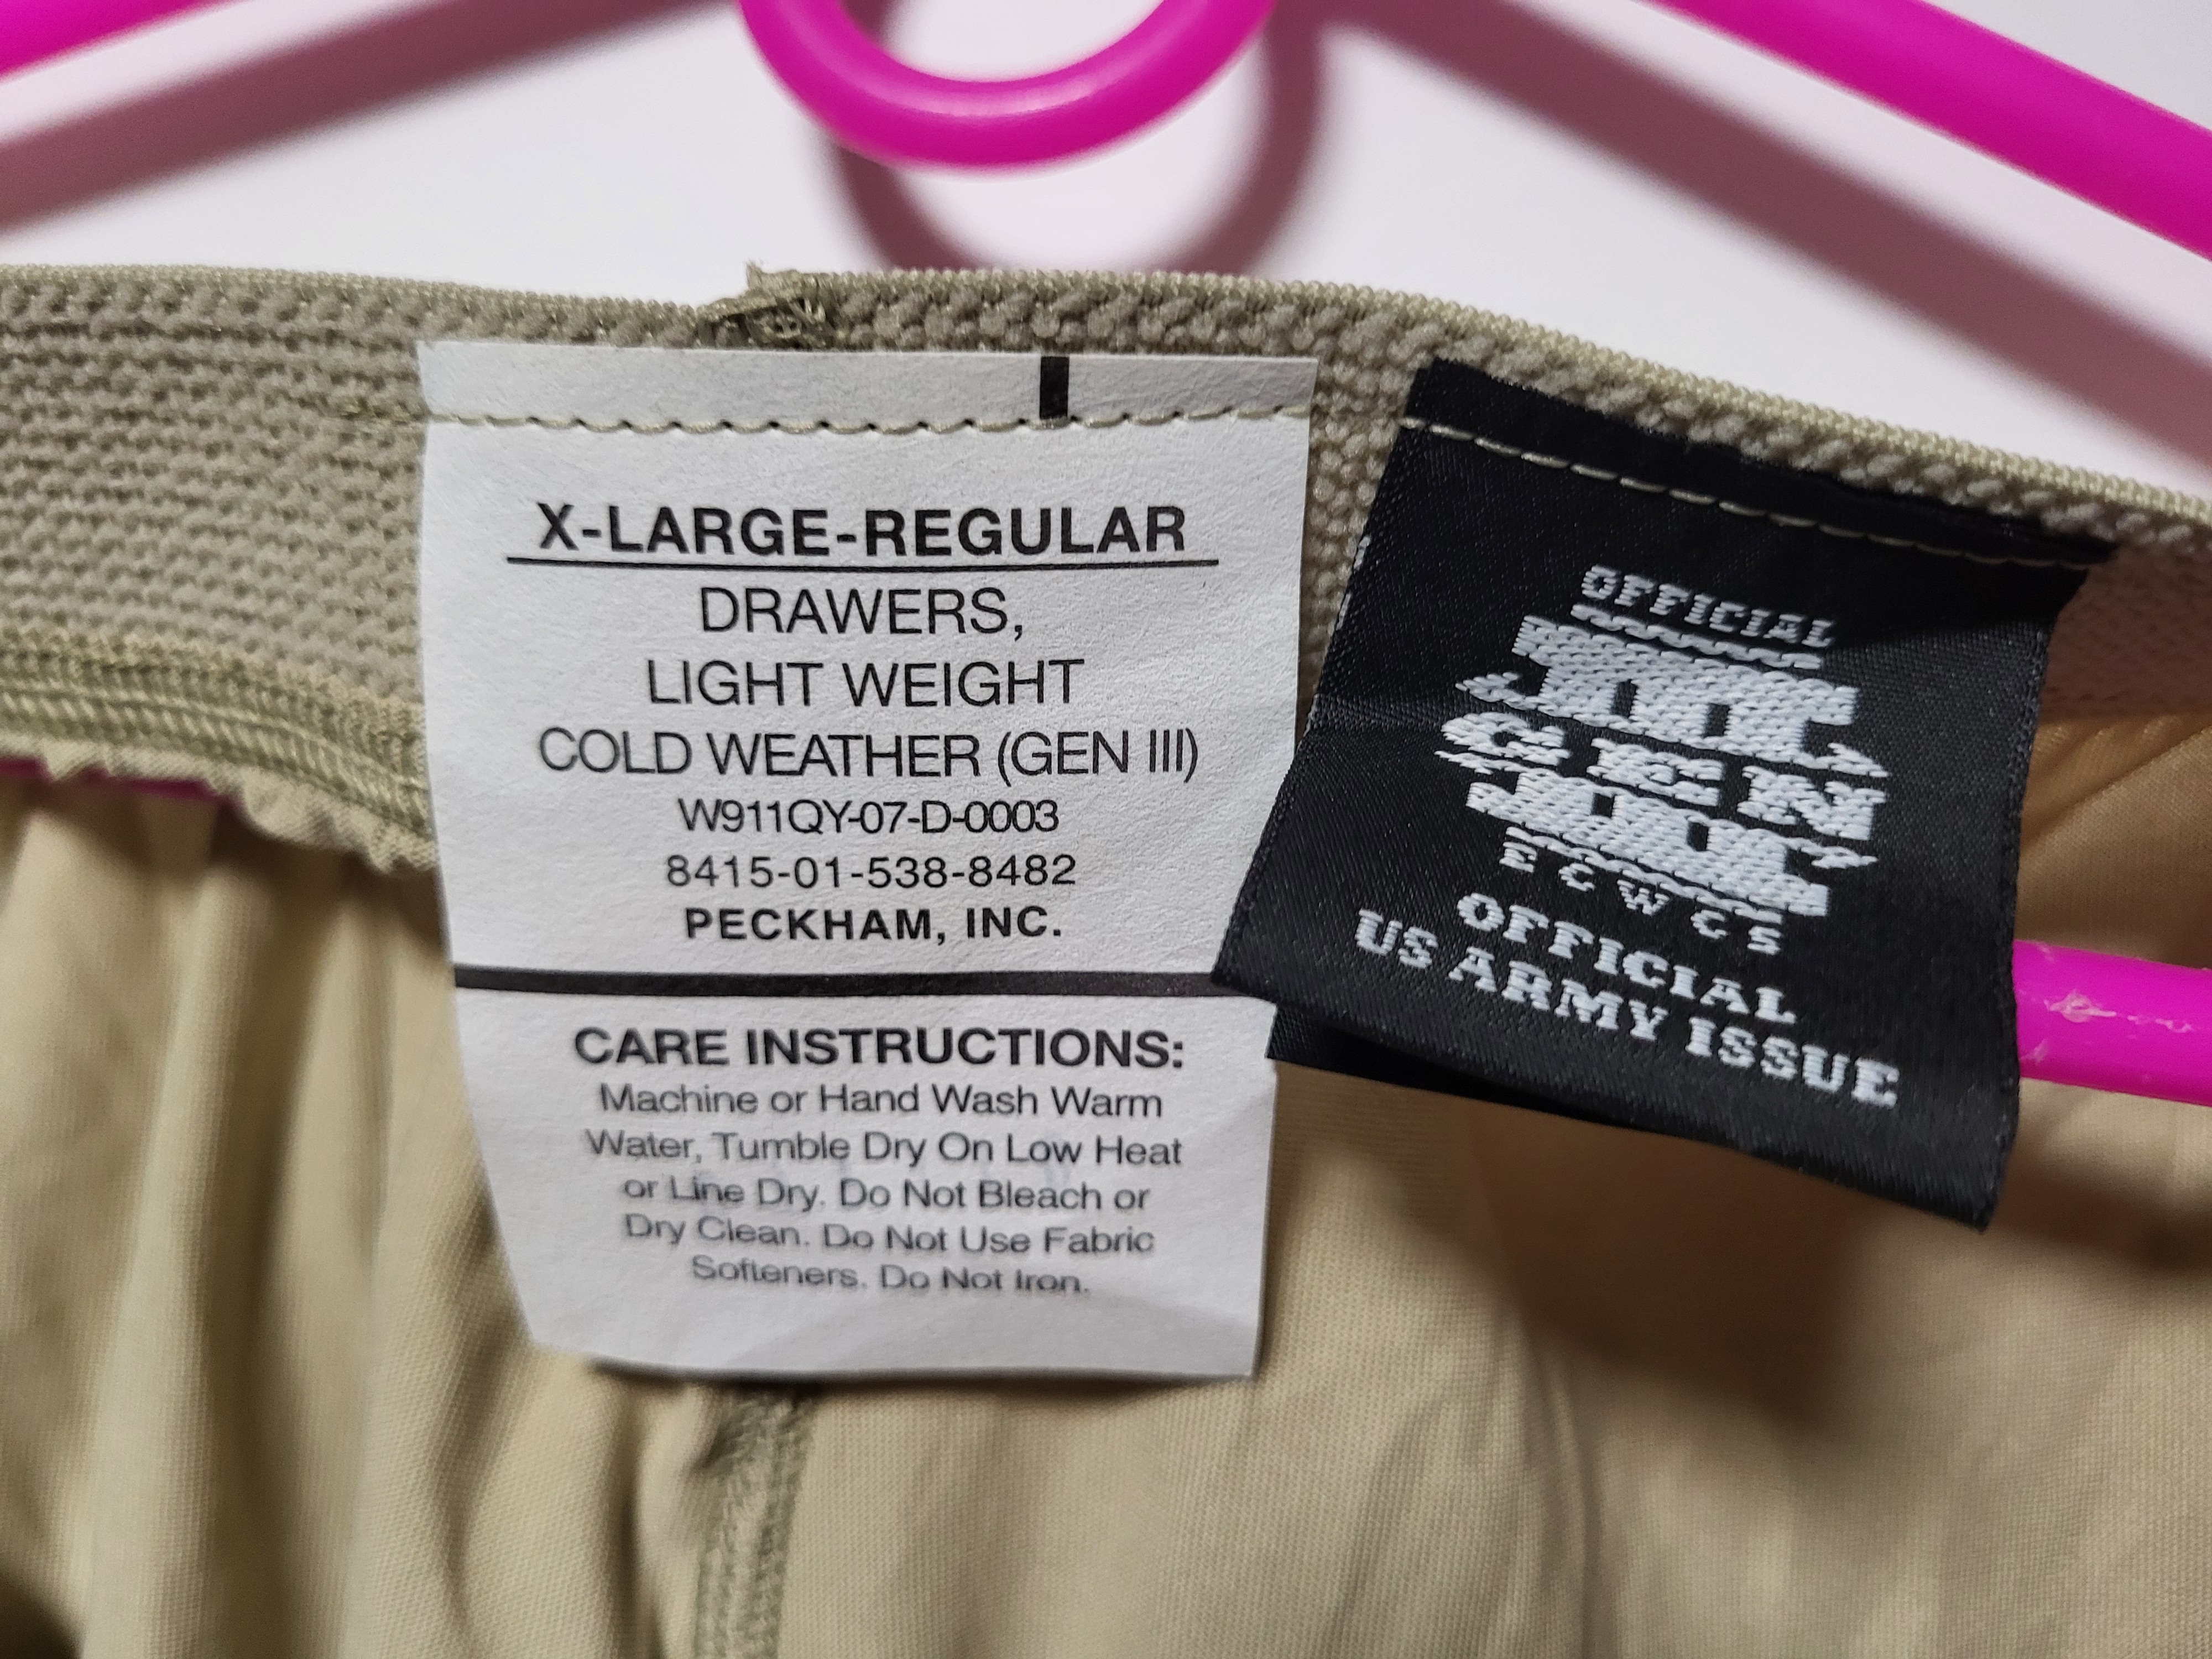 X-LARGE-REGULAR
DRAWERS,
LIGHT WEIGHT
COLD WEATHER (GEN III)
W911QY-07-D-0003
8415-01-538-8482
PECKHAM, INC.
CARE INSTRUCTIONS:
Machine or Hand Wash Warm
Water, Tumble Dry On Low Heat
or Line Dry. Do Not Bleach or
Dry Clean. Do Not Use Fabric
Softeners. Do Not Iron.
OFFICIAL
III
GEN
III
ECWCS
OFFICIAL
US ARMY ISSUE